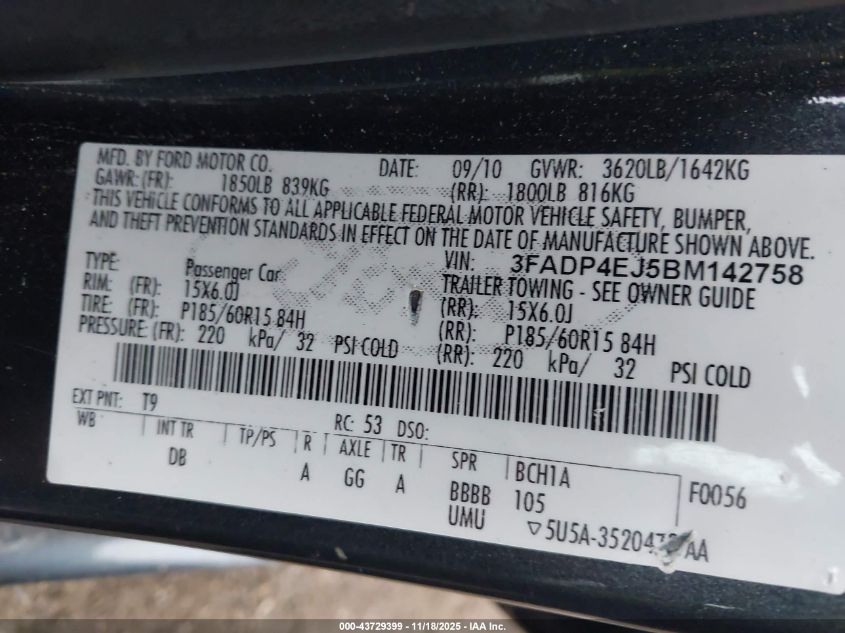 MFD. BY FORD MOTOR CO. DATE: 09/10 GVWR: 3620LB/1642KG
GAWR: (FR): 1850LB 839KG (RR): 1800LB 816KG
THIS VEHICLE CONFORMS TO ALL APPLICABLE FEDERAL MOTOR VEHICLE SAFETY, BUMPER,
AND THEFT PREVENTION STANDARDS IN EFFECT ON THE DATE OF MANUFACTURE SHOWN ABOVE.
VIN: 3FADP4EJ5BM142758
TYPE: Passenger Car TRAILER TOWING - SEE OWNER GUIDE
RIM: (FR): 15X6.0J (RR): 15X6.0J
TIRE: (FR): P185/60R15 84H (RR): P185/60R15 84H
PRESSURE: (FR): 220 kPa/ 32 PSI COLD (RR): 220 kPa/ 32 PSI COLD
EXT PNT: T9 RC: 53 DSO:
WB INT TR TP/PS R AXLE TR SPR BCH1A F0056
DB A GG A BBBB 105
UMU ▽5U5A-35204 AA
000-43729399 - 11/18/2025 - IAA Inc.